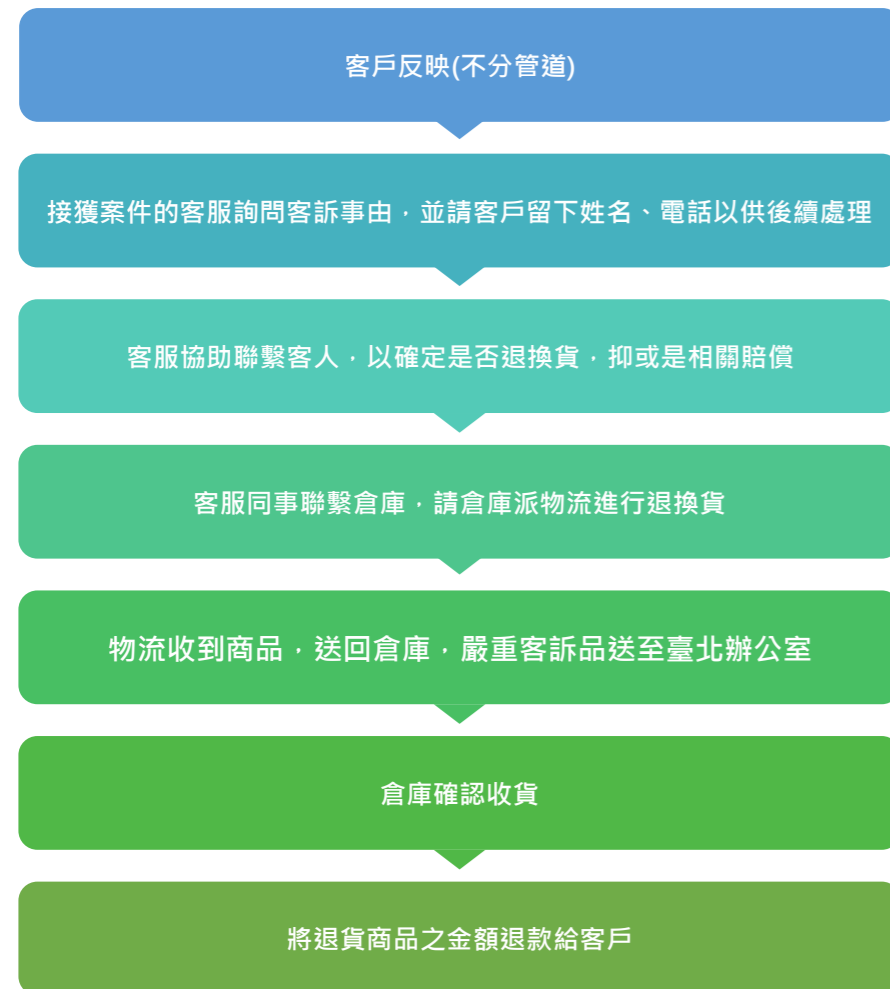 客戶反映(不分管道)
接獲案件的客服詢問客訴事由，並請客戶留下姓名、電話以供後續處理
客服協助聯繫客人，以確定是否退換貨，抑或是相關賠償
客服同事聯繫倉庫，請倉庫派物流進行退換貨
物流收到商品，送回倉庫，嚴重客訴品送至臺北辦公室
倉庫確認收貨
將退貨商品之金額退款給客戶